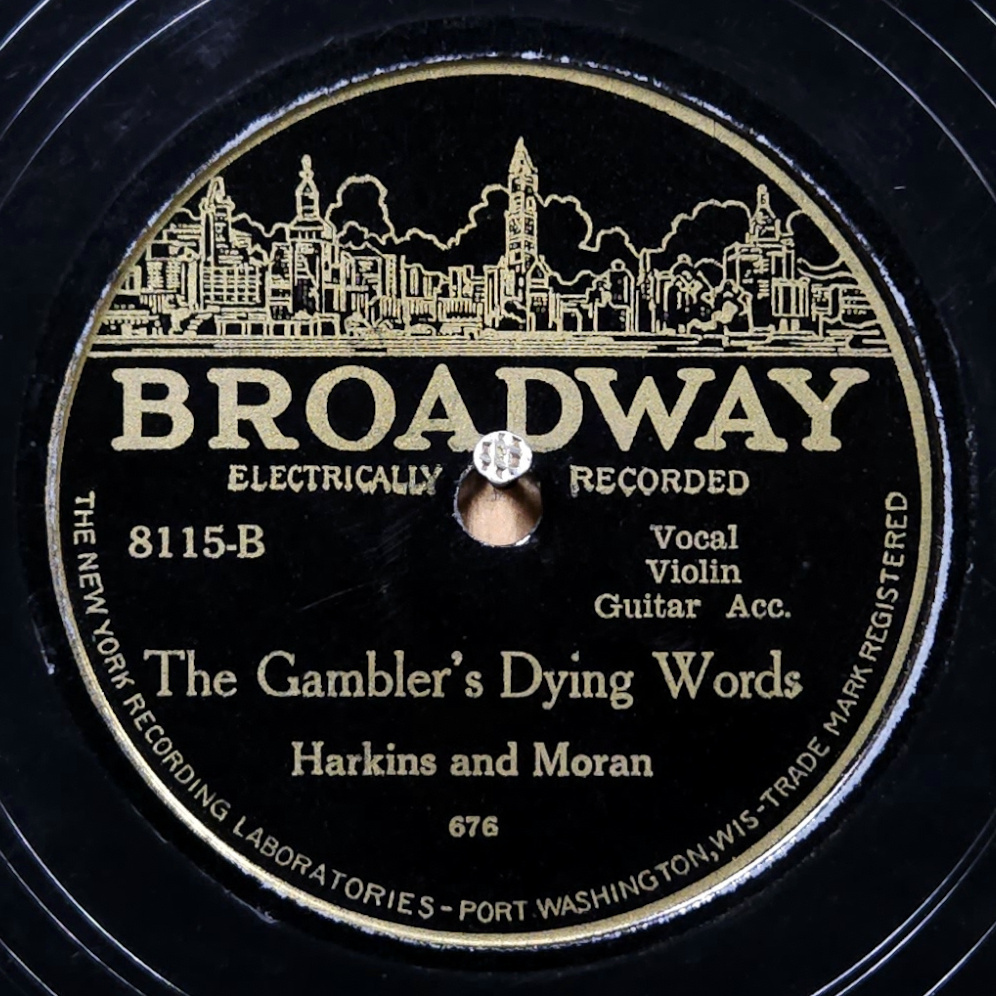 BROADWAY
ELECTRICALLY RECORDED
8115-B
Vocal
Violin
Guitar Acc.
The Gambler's Dying Words
Harkins and Moran
676
THE NEW YORK RECORDING LABORATORIES - PORT WASHINGTON, WIS - TRADE MARK REGISTERED